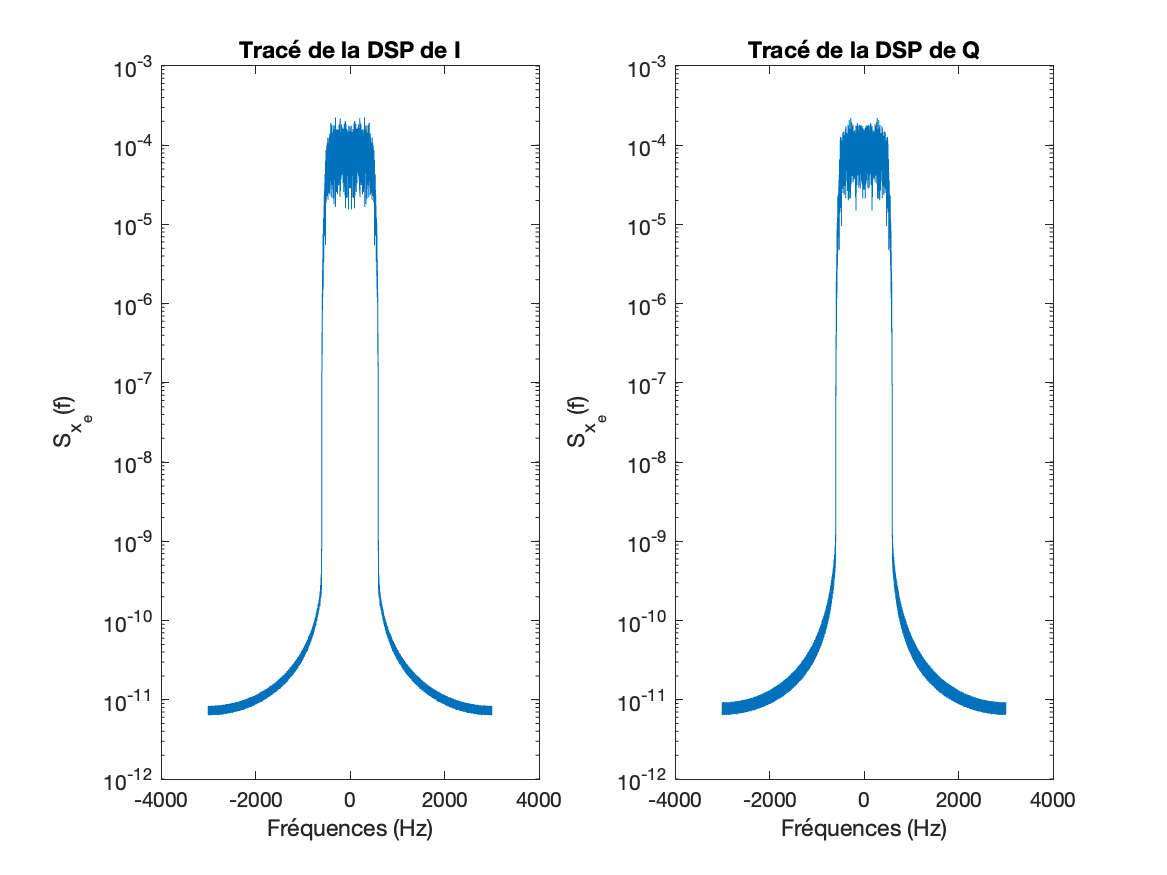 Tracé de la DSP de I
10^-3
10^-4
10^-5
10^-6
10^-7
10^-8
10^-9
10^-10
10^-11
10^-12
S_x_e(f)
-4000 -2000 0 2000 4000
Fréquences (Hz)
Tracé de la DSP de Q
10^-3
10^-4
10^-5
10^-6
10^-7
10^-8
10^-9
10^-10
10^-11
10^-12
S_x_e(f)
-4000 -2000 0 2000 4000
Fréquences (Hz)